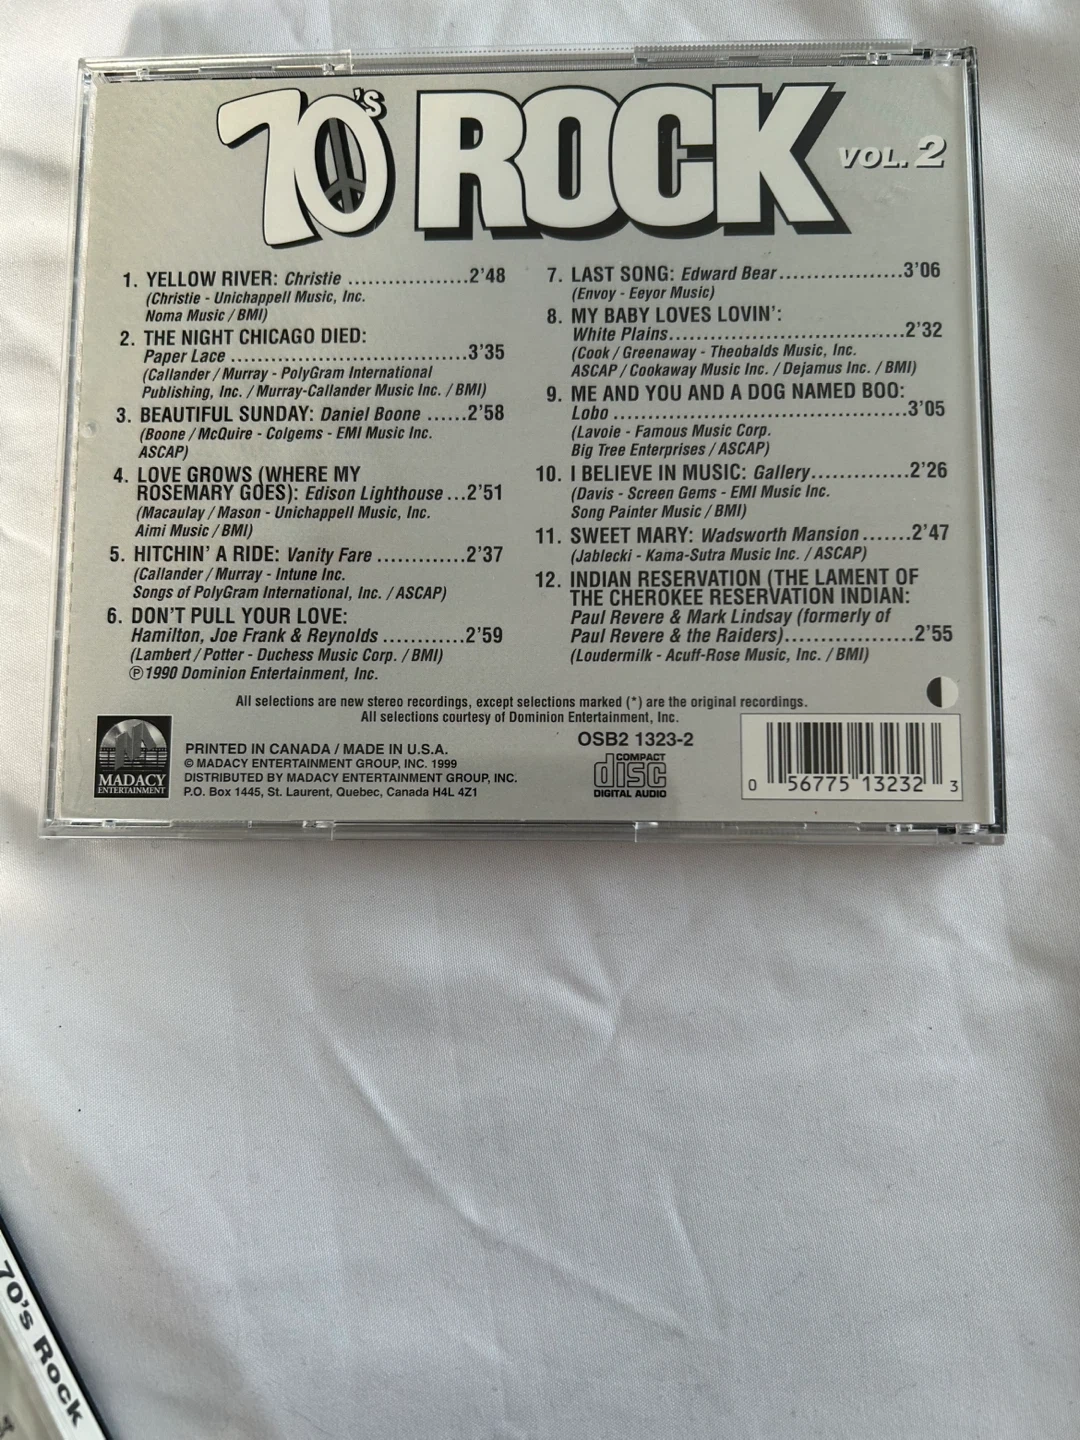 70's ROCK VOL. 2
1. YELLOW RIVER: Christie .................2'48
(Christie - Unichappell Music, Inc.
Noma Music / BMI)
2. THE NIGHT CHICAGO DIED:
Paper Lace ..................................3'35
(Callander / Murray - PolyGram International
Publishing, Inc. / Murray-Callander Music Inc. / BMI)
3. BEAUTIFUL SUNDAY: Daniel Boone ......2'58
(Boone / McQuire - Colgems - EMI Music Inc.
ASCAP)
4. LOVE GROWS (WHERE MY
ROSEMARY GOES): Edison Lighthouse ...2'51
(Macaulay / Mason - Unichappell Music, Inc.
Aimi Music / BMI)
5. HITCHIN' A RIDE: Vanity Fare .............2'37
(Callander / Murray - Intune Inc.
Songs of PolyGram International, Inc. / ASCAP)
6. DON'T PULL YOUR LOVE:
Hamilton, Joe Frank & Reynolds ............2'59
(Lambert / Potter - Duchess Music Corp. / BMI)
℗1990 Dominion Entertainment, Inc.
7. LAST SONG: Edward Bear..................3'06
(Envoy - Eeyor Music)
8. MY BABY LOVES LOVIN':
White Plains..................................2'32
(Cook / Greenaway - Theobalds Music, Inc.
ASCAP / Cookaway Music Inc. / Dejamus Inc. / BMI)
9. ME AND YOU AND A DOG NAMED BOO:
Lobo ..........................................3'05
(Lavoie - Famous Music Corp.
Big Tree Enterprises / ASCAP)
10. I BELIEVE IN MUSIC: Gallery..............2'26
(Davis - Screen Gems - EMI Music Inc.
Song Painter Music / BMI)
11. SWEET MARY: Wadsworth Mansion .......2'47
(Jablecki - Kama-Sutra Music Inc. / ASCAP)
12. INDIAN RESERVATION (THE LAMENT OF
THE CHEROKEE RESERVATION INDIAN:
Paul Revere & Mark Lindsay (formerly of
Paul Revere & the Raiders)...................2'55
(Loudermilk - Acuff-Rose Music, Inc. / BMI)
All selections are new stereo recordings, except selections marked (*) are the original recordings.
All selections courtesy of Dominion Entertainment, Inc.
MADACY
ENTERTAINMENT
PRINTED IN CANADA / MADE IN U.S.A.
© MADACY ENTERTAINMENT GROUP, INC. 1999
DISTRIBUTED BY MADACY ENTERTAINMENT GROUP, INC.
P.O. Box 1445, St. Laurent, Quebec, Canada H4L 4Z1
OSB2 1323-2
COMPACT
disc
DIGITAL AUDIO
0 56775 13232 3
70's Rock